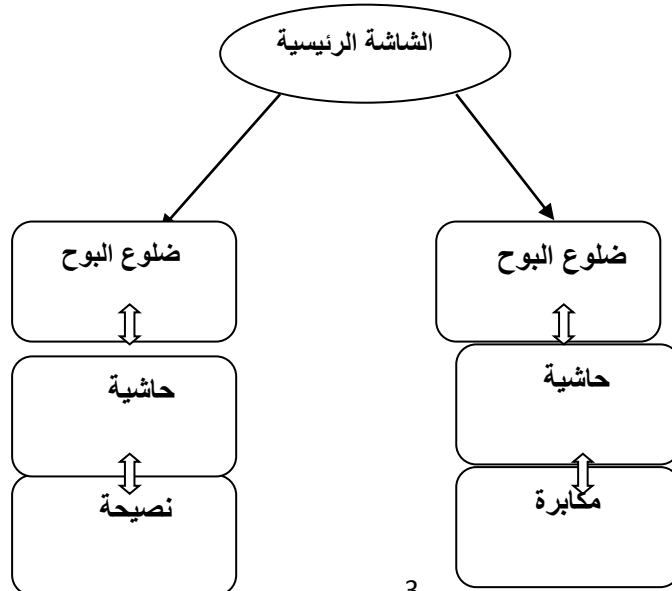 الشاشة الرئيسية
ضلوع البوح
ضلوع البوح
حاشية
حاشية
مكابرة
نصيحة
3